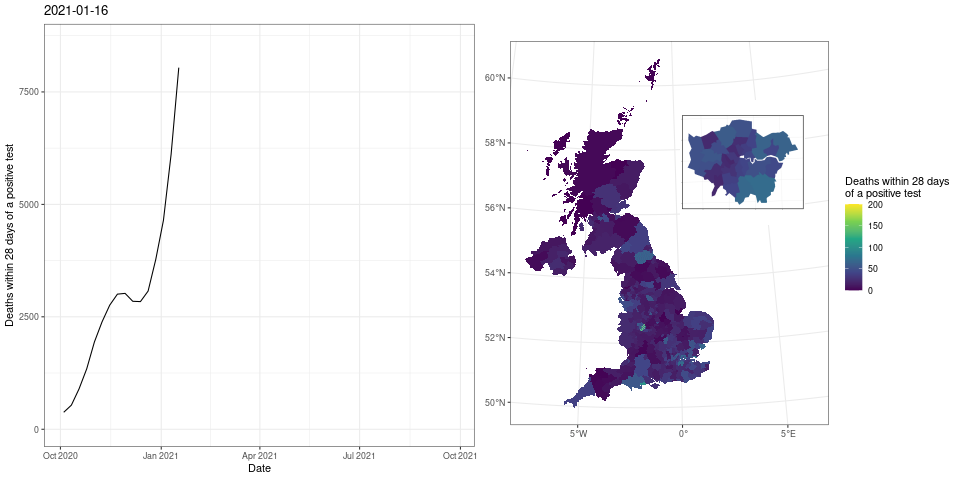 2021-01-16
Deaths within 28 days of a positive test
7500
5000
2500
0
Oct 2020
Jan 2021
Apr 2021
Jul 2021
Oct 2021
Date
60°N
58°N
56°N
54°N
52°N
50°N
5°W
0°
5°E
Deaths within 28 days
of a positive test
200
150
100
50
0